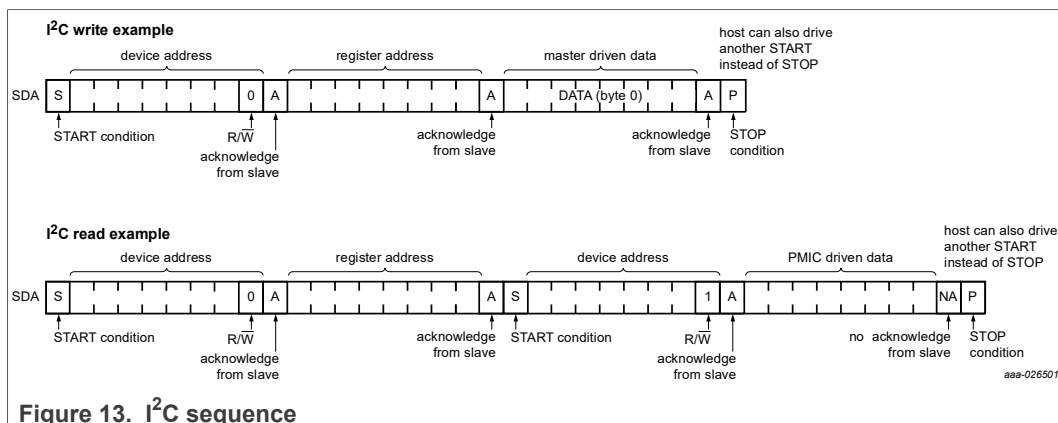 I²C write example
host can also drive
another START
instead of STOP
device address register address master driven data
SDA S 0 A A DATA (byte 0) A P
START condition R/W̅ acknowledge from slave acknowledge from slave acknowledge from slave STOP condition
I²C read example
host can also drive
another START
instead of STOP
device address register address device address PMIC driven data
SDA S 0 A A S 1 A NA P
START condition R/W̅ acknowledge from slave acknowledge from slave START condition R/W̅ acknowledge from slave no acknowledge from slave STOP condition
aaa-026501
Figure 13. I²C sequence